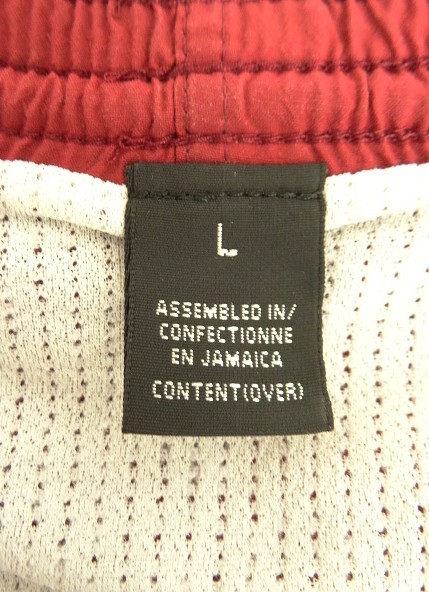 L
ASSEMBLED IN/
CONFECTIONNE
EN JAMAICA
CONTENT(OVER)